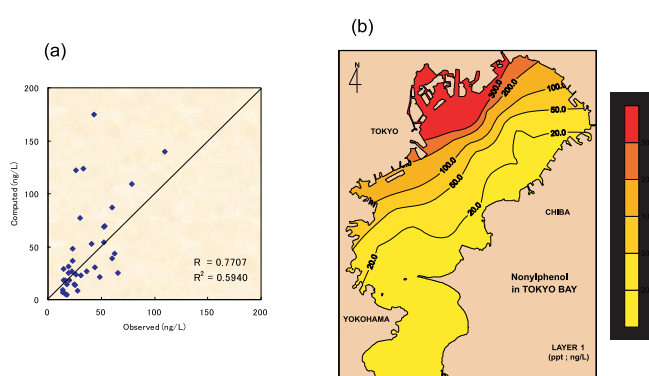 (a)
200
150
100
50
0
Computed (ng/L)
R = 0.7707
R² = 0.5940
0 50 100 150 200
Observed (ng/L)
(b)
N
TOKYO
300.0
200.0
100.0
50.0
20.0
100.0
50.0
20.0
20.0
CHIBA
Nonylphenol
in TOKYO BAY
YOKOHAMA
LAYER 1
(ppt ; ng/L)